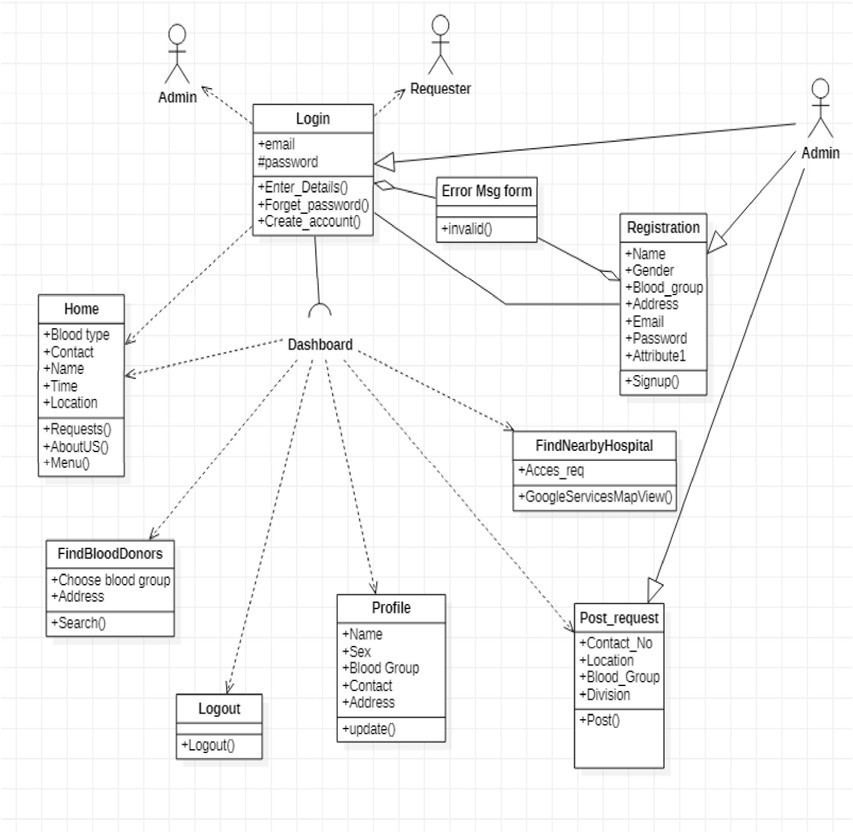 Admin
Requester
Admin
Login
+email
#password
+Enter_Details()
+Forget_password()
+Create_account()
Error Msg form
+invalid()
Registration
+Name
+Gender
+Blood_group
+Address
+Email
+Password
+Attribute1
+Signup()
Home
+Blood type
+Contact
+Name
+Time
+Location
+Requests()
+AboutUS()
+Menu()
Dashboard
FindNearbyHospital
+Acces_req
+GoogleServicesMapView()
FindBloodDonors
+Choose blood group
+Address
+Search()
Profile
+Name
+Sex
+Blood Group
+Contact
+Address
+update()
Post_request
+Contact_No
+Location
+Blood_Group
+Division
+Post()
Logout
+Logout()